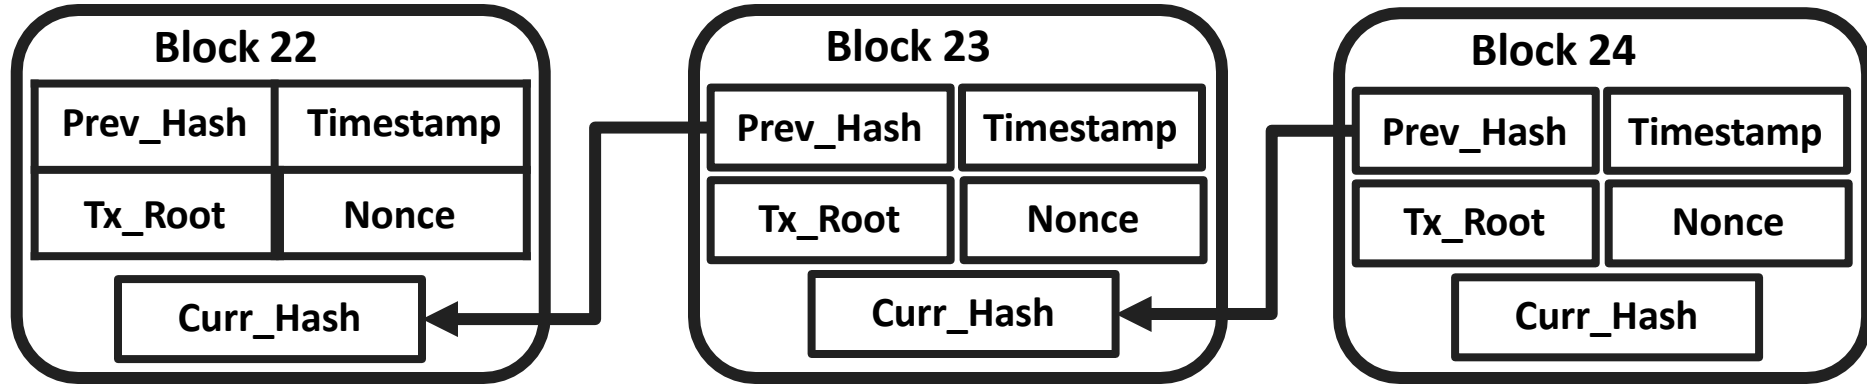 Block 22
Prev_Hash Timestamp
Tx_Root Nonce
Curr_Hash
Block 23
Prev_Hash Timestamp
Tx_Root Nonce
Curr_Hash
Block 24
Prev_Hash Timestamp
Tx_Root Nonce
Curr_Hash